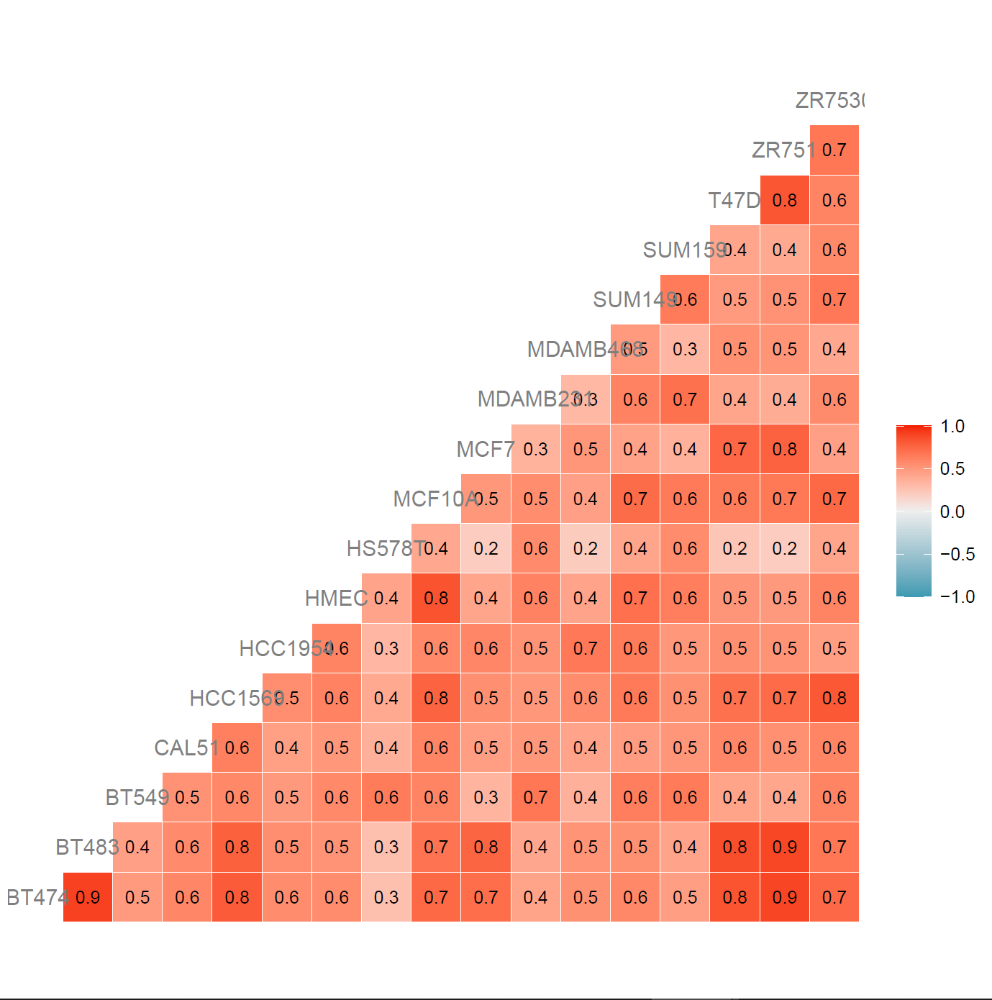 ZR7530
ZR751 0.7
T47D 0.8 0.6
SUM159 0.4 0.4 0.6
SUM149 0.6 0.5 0.5 0.7
MDAMB468 0.5 0.3 0.5 0.5 0.4
MDAMB231 0.3 0.6 0.7 0.4 0.4 0.6
MCF7 0.3 0.5 0.4 0.4 0.7 0.8 0.4
MCF10A 0.5 0.5 0.4 0.7 0.6 0.6 0.7 0.7
HS578T 0.4 0.2 0.6 0.2 0.4 0.6 0.2 0.2 0.4
HMEC 0.4 0.8 0.4 0.6 0.4 0.7 0.6 0.5 0.5 0.6
HCC1954 0.6 0.3 0.6 0.6 0.5 0.7 0.6 0.5 0.5 0.5 0.5
HCC1569 0.5 0.6 0.4 0.8 0.5 0.5 0.6 0.6 0.5 0.7 0.7 0.8
CAL51 0.6 0.4 0.5 0.4 0.6 0.5 0.5 0.4 0.5 0.5 0.6 0.5 0.6
BT549 0.5 0.6 0.5 0.6 0.6 0.6 0.3 0.7 0.4 0.6 0.6 0.4 0.4 0.6
BT483 0.4 0.6 0.8 0.5 0.5 0.3 0.7 0.8 0.4 0.5 0.5 0.4 0.8 0.9 0.7
BT474 0.9 0.5 0.6 0.8 0.6 0.6 0.3 0.7 0.7 0.4 0.5 0.6 0.5 0.8 0.9 0.7
1.0
0.5
0.0
−0.5
−1.0